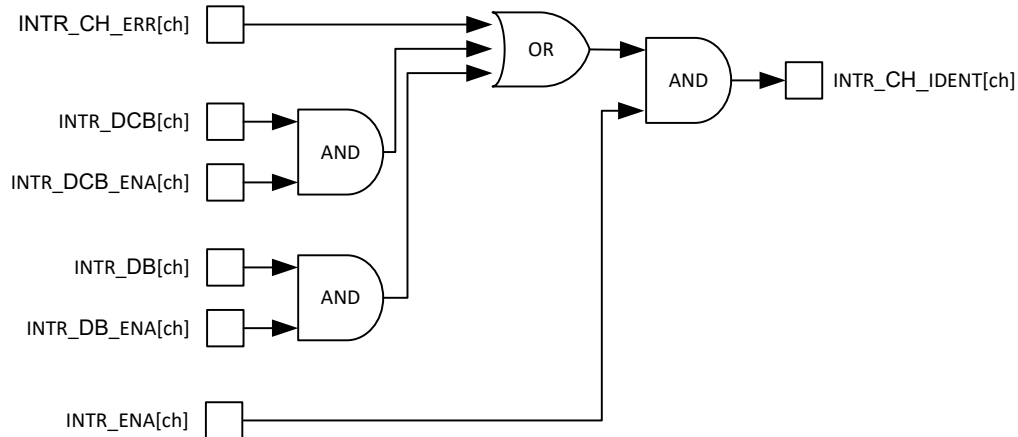 INTR_CH_ERR[ch]
OR
AND
INTR_CH_IDENT[ch]
INTR_DCB[ch]
AND
INTR_DCB_ENA[ch]
INTR_DB[ch]
AND
INTR_DB_ENA[ch]
INTR_ENA[ch]